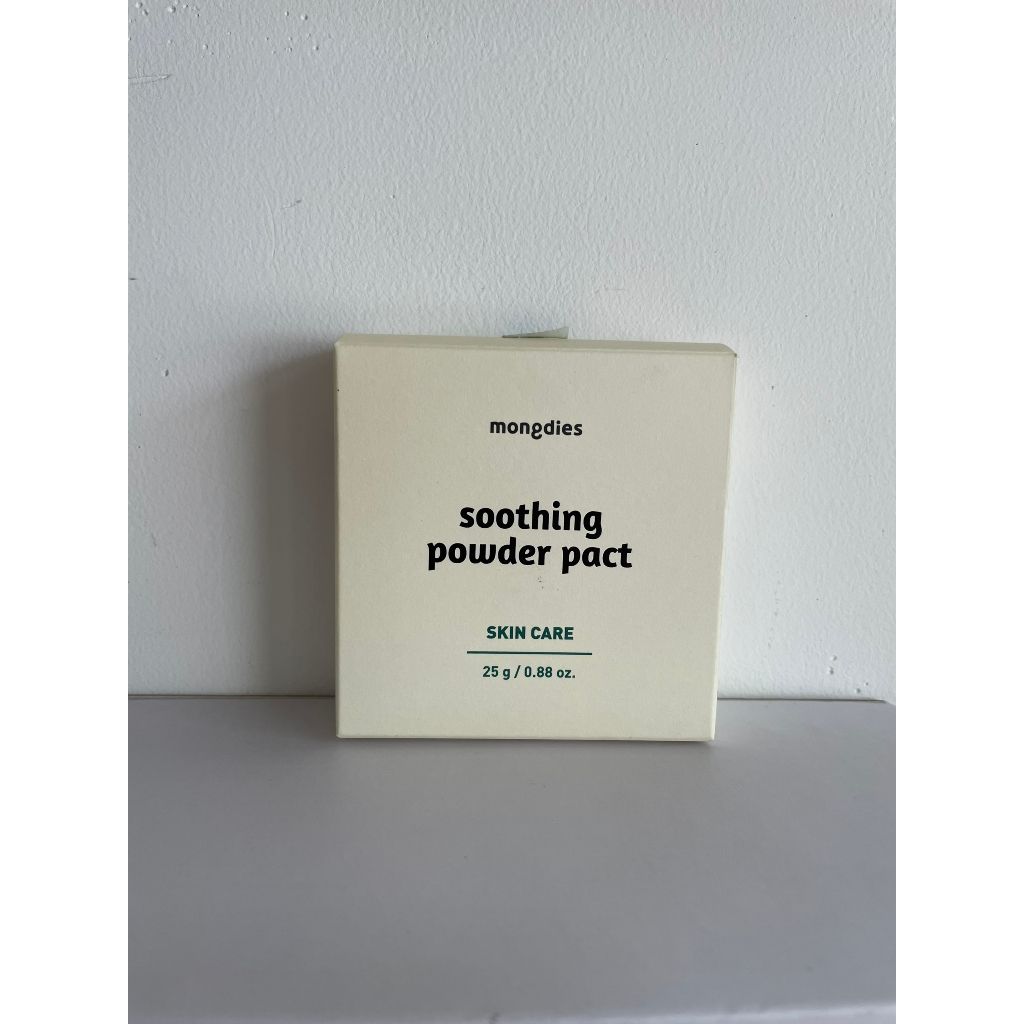 mongdies
soothing
powder pact
SKIN CARE
25 g / 0.88 oz.